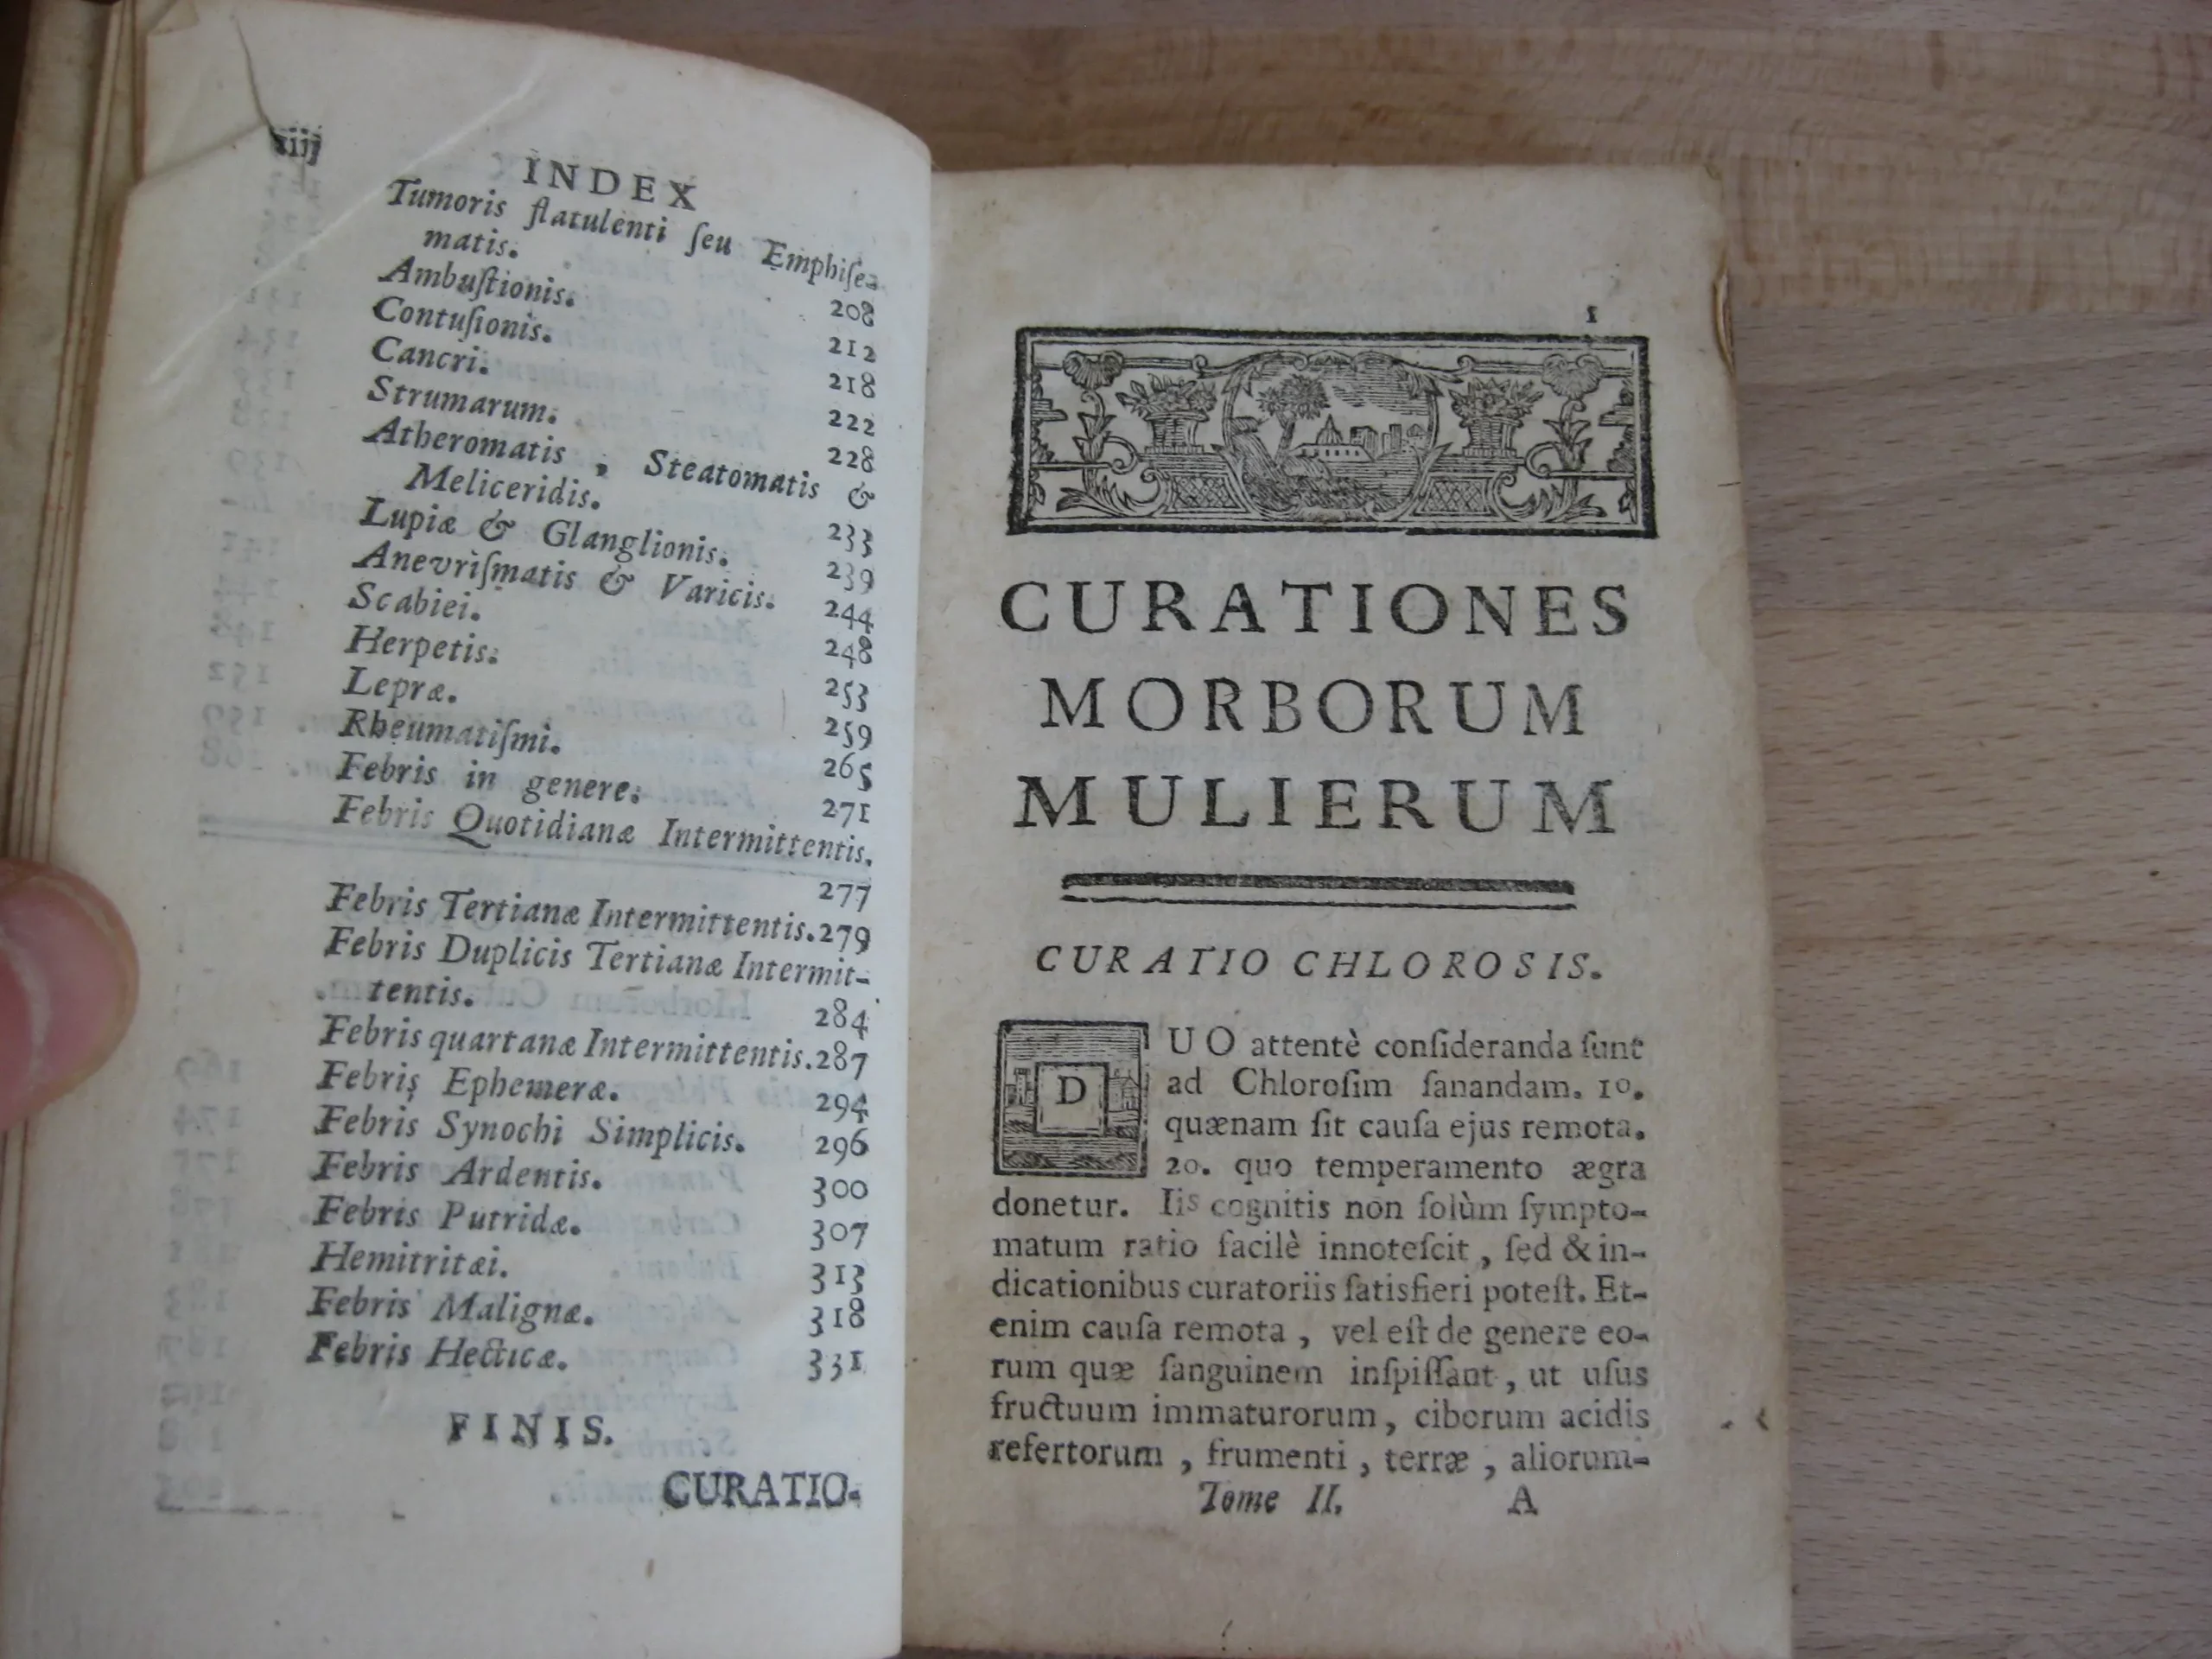 iij
INDEX
Tumoris flatulenti ſeu Emphiſe-
matis. 208
Ambuſtionis. 212
Contuſionis. 218
Cancri. 222
Strumarum. 228
Atheromatis , Steatomatis &
Meliceridis. 233
Lupiæ & Glanglionis. 239
Anevriſmatis & Varicis. 244
Scabiei. 248
Herpetis. 253
Lepræ. 259
Rheumatiſmi. 265
Febris in genere. 271
Febris Quotidianæ Intermittentis.
277
Febris Tertianæ Intermittentis. 279
Febris Duplicis Tertianæ Intermit-
tentis. 284
Febris quartanæ Intermittentis. 287
Febris Ephemeræ. 294
Febris Synochi Simplicis. 296
Febris Ardentis. 300
Febris Putridæ. 307
Hemitritæi. 313
Febris Malignæ. 318
Febris Hecticæ. 331
FINIS.
CURATIO-
1
CURATIONES
MORBORUM
MULIERUM
CURATIO CHLOROSIS.
DUO attentè conſideranda ſunt
ad Chloroſim ſanandam. 1o.
quænam ſit cauſa ejus remota.
2o. quo temperamento ægra
donetur. Iis cognitis non ſolùm ſympto-
matum ratio facilè innoteſcit , ſed & in-
dicationibus curatoriis ſatisfieri poteſt. Et-
enim cauſa remota , vel eſt de genere eo-
rum quæ ſanguinem inſpiſſant , ut uſus
fructuum immaturorum , ciborum acidis
refertorum , frumenti , terræ , aliorum-
Tome II. A